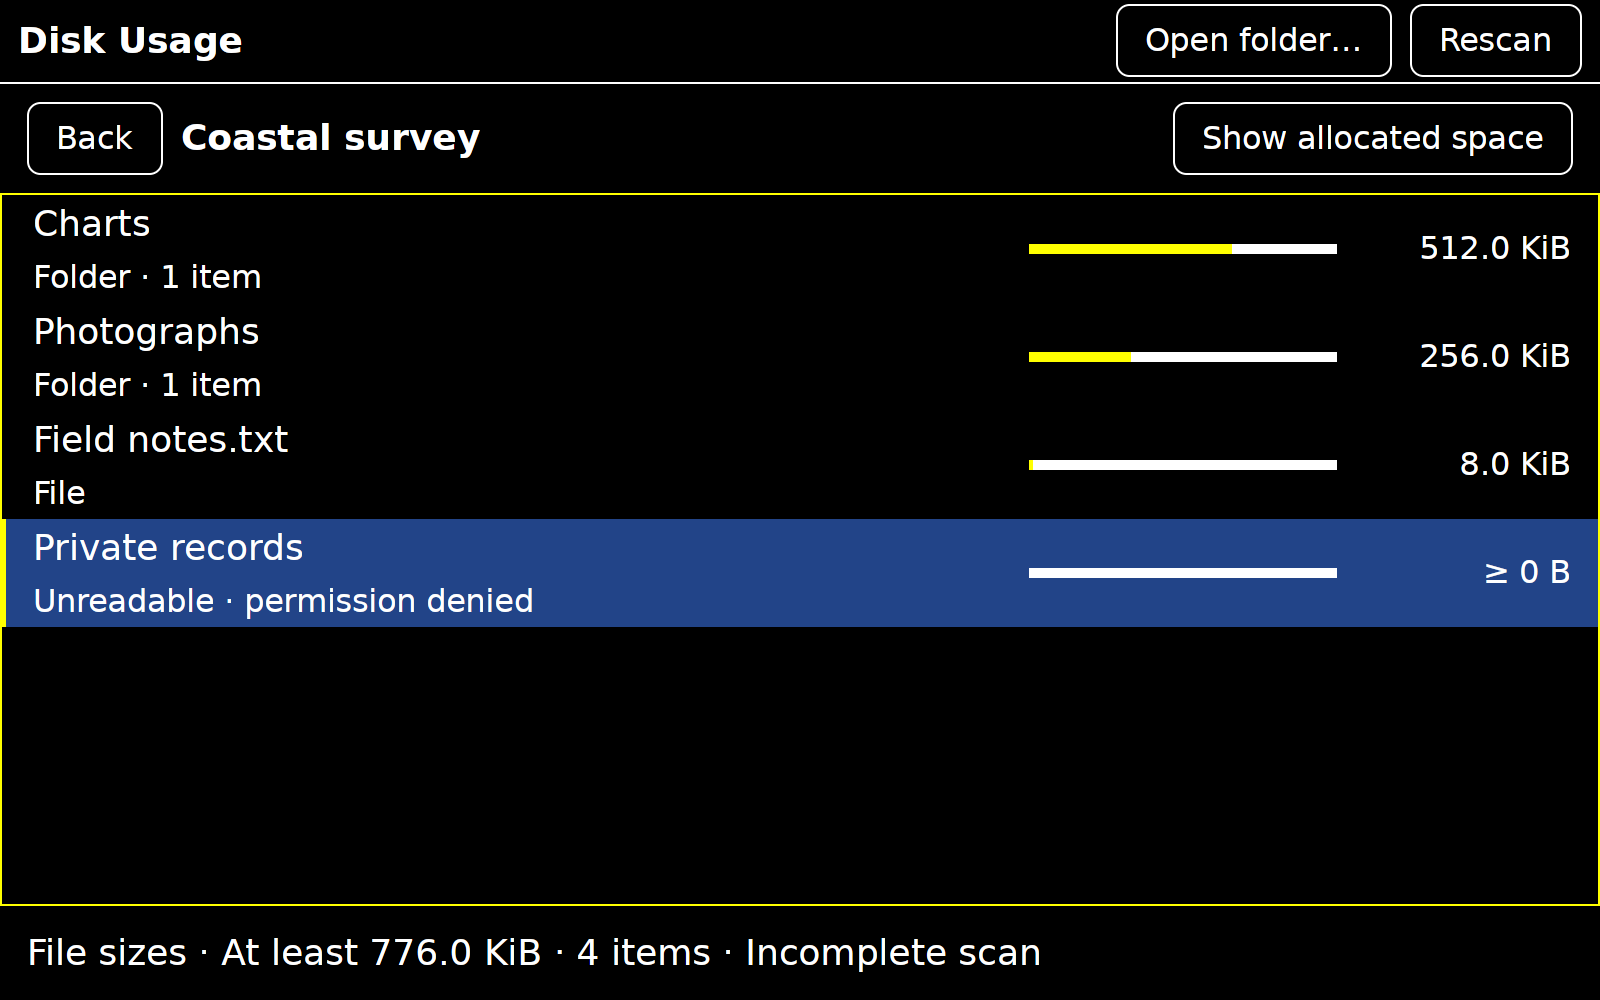 Disk Usage
Open folder…
Rescan
Back
Coastal survey
Show allocated space
Charts
Folder · 1 item
512.0 KiB
Photographs
Folder · 1 item
256.0 KiB
Field notes.txt
File
8.0 KiB
Private records
Unreadable · permission denied
≥ 0 B
File sizes · At least 776.0 KiB · 4 items · Incomplete scan